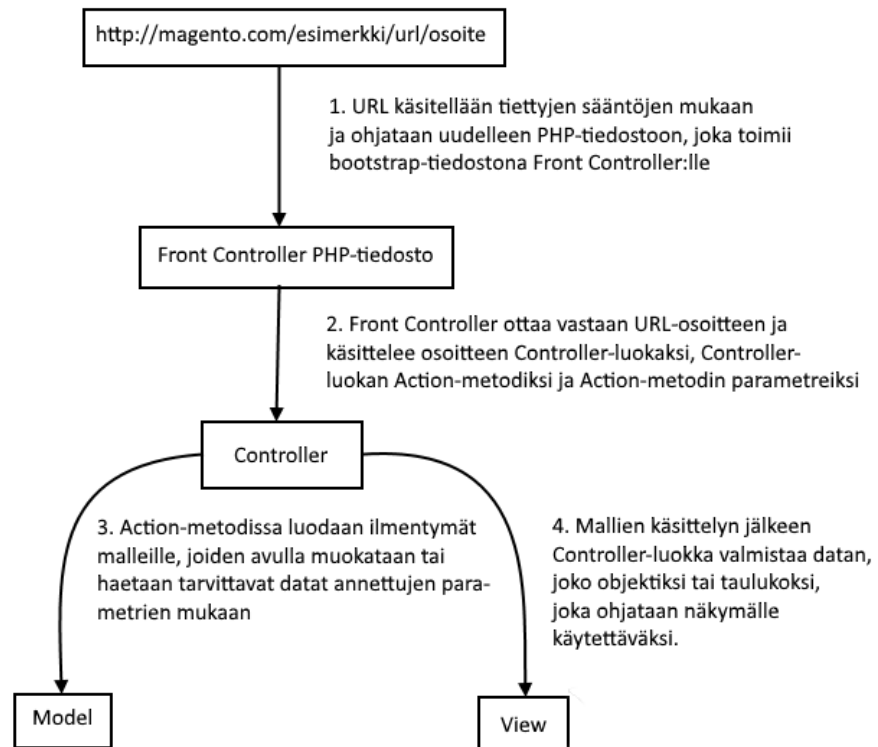 http://magento.com/esimerkki/url/osoite
1. URL käsitellään tiettyjen sääntöjen mukaan
ja ohjataan uudelleen PHP-tiedostoon, joka toimii
bootstrap-tiedostona Front Controller:lle
Front Controller PHP-tiedosto
2. Front Controller ottaa vastaan URL-osoitteen ja
käsittelee osoitteen Controller-luokaksi, Controller-
luokan Action-metodiksi ja Action-metodin parametreiksi
Controller
3. Action-metodissa luodaan ilmentymät
malleille, joiden avulla muokataan tai
haetaan tarvittavat datat annettujen para-
metrien mukaan
4. Mallien käsittelyn jälkeen
Controller-luokka valmistaa datan,
joko objektiksi tai taulukoksi,
joka ohjataan näkymälle
käytettäväksi.
Model
View